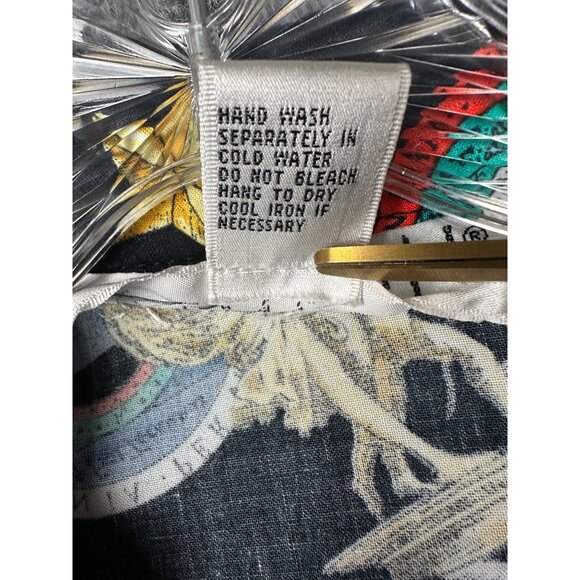 HAND WASH
SEPARATELY IN
COLD WATER
DO NOT BLEACH
HANG TO DRY
COOL IRON IF
NECESSARY
®